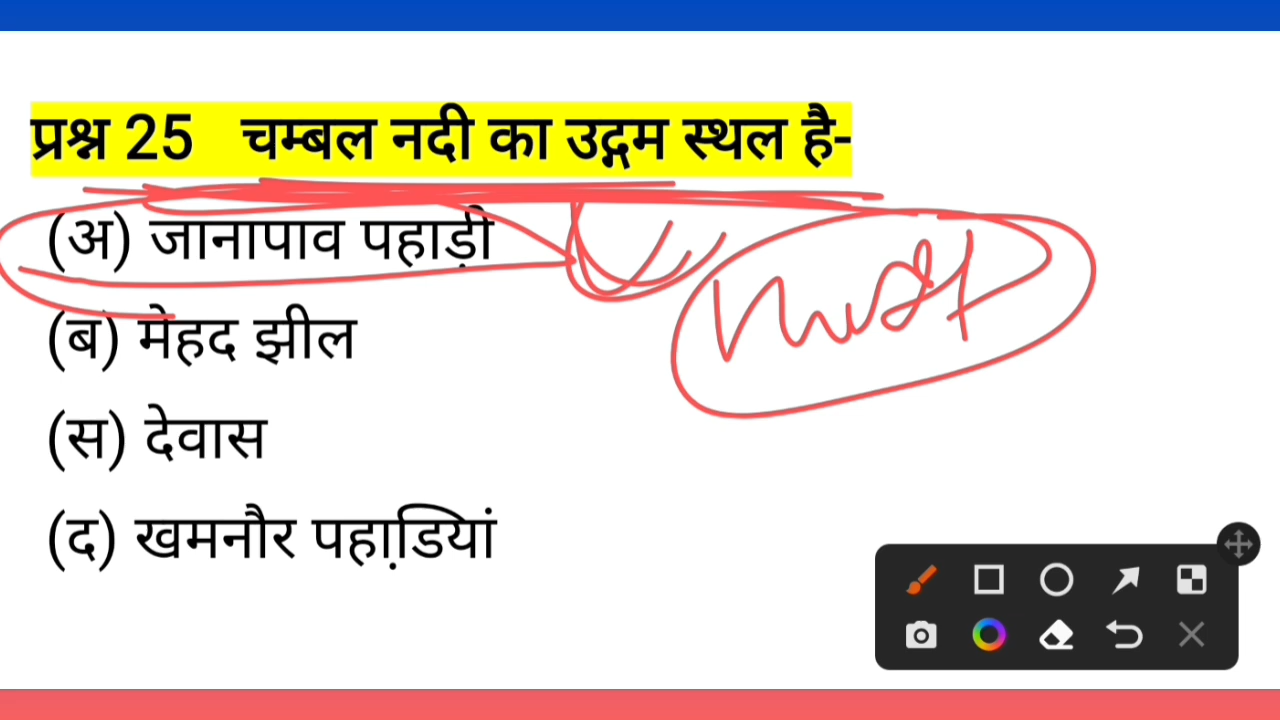 प्रश्न 25 चम्बल नदी का उद्गम स्थल है-
(अ) जानापाव पहाड़ी
(ब) मेहद झील
(स) देवास
(द) खमनौर पहाडि़यां